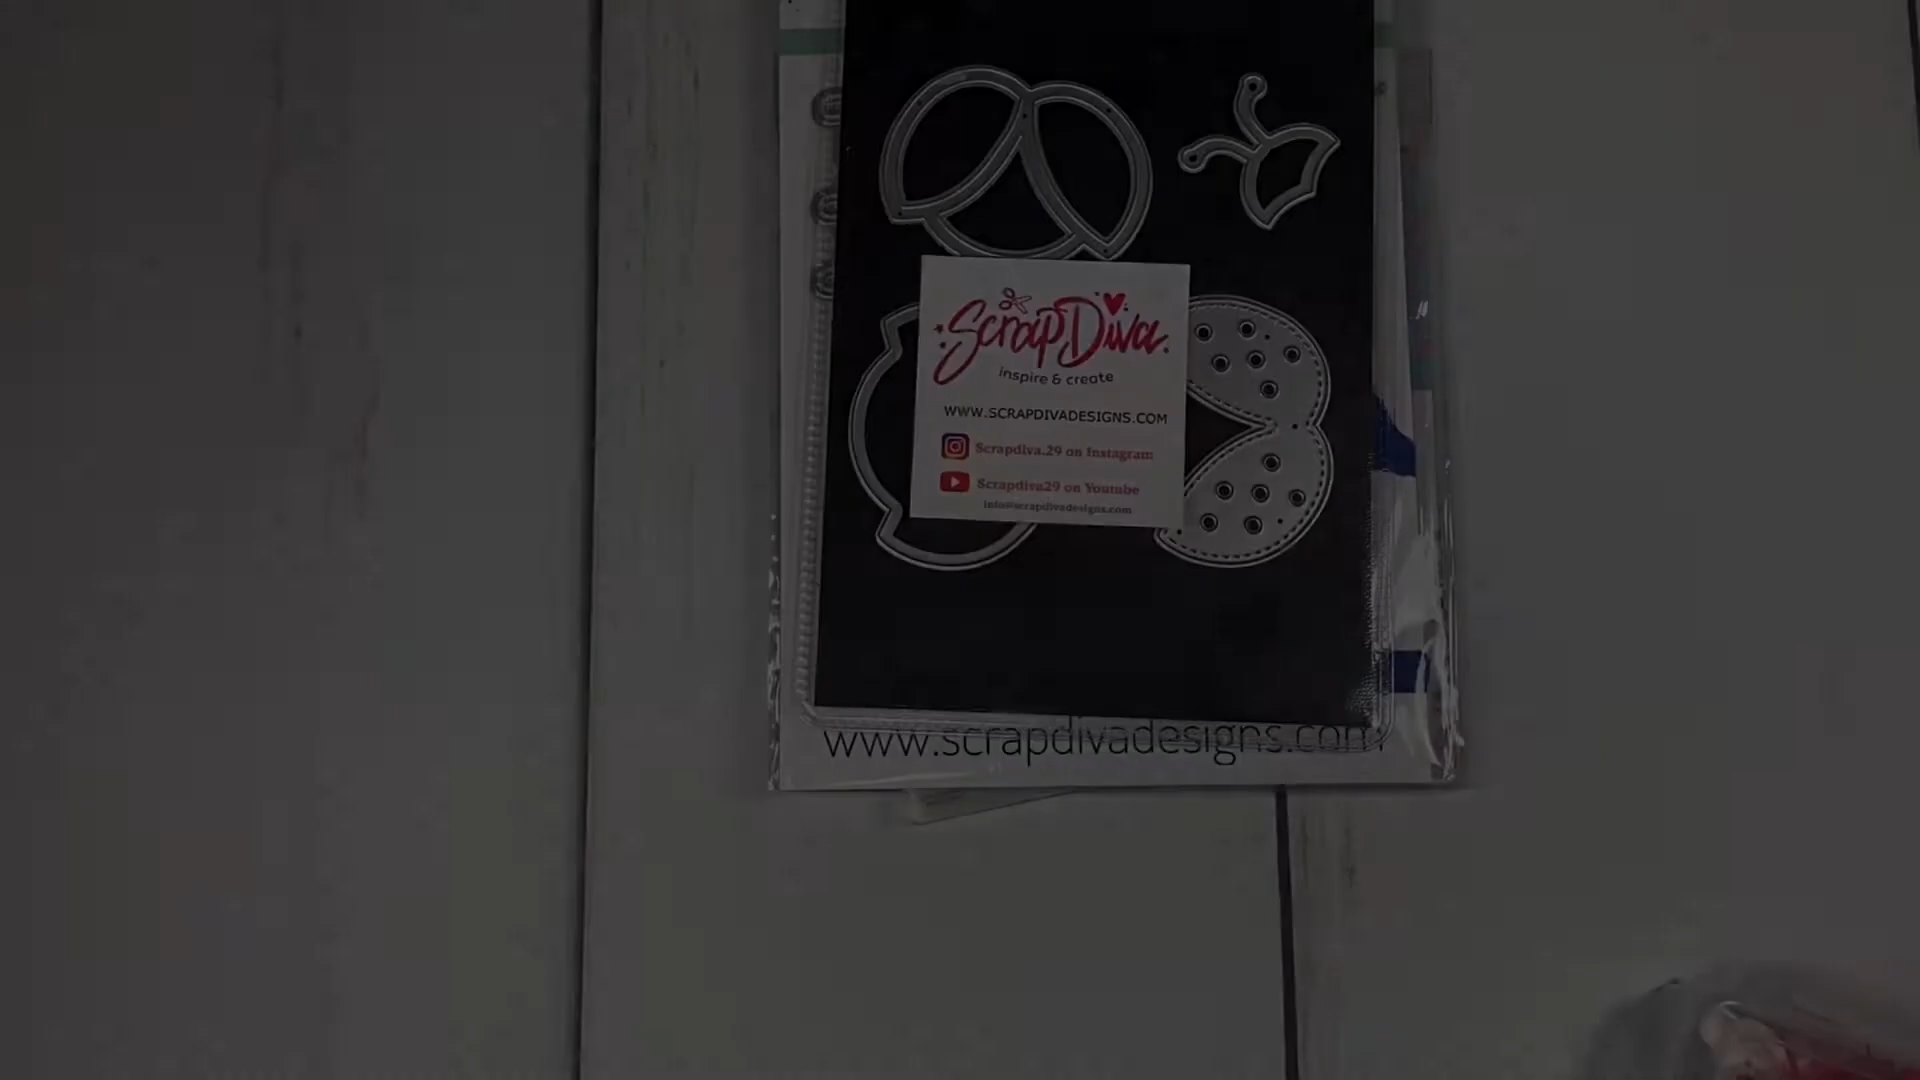 ScrapDiva.
inspire & create
WWW.SCRAPDIVADESIGNS.COM
Scrapdiva.29 on Instagram
Scrapdiva29 on Youtube
info@scrapdivadesigns.com
www.scrapdivadesigns.com